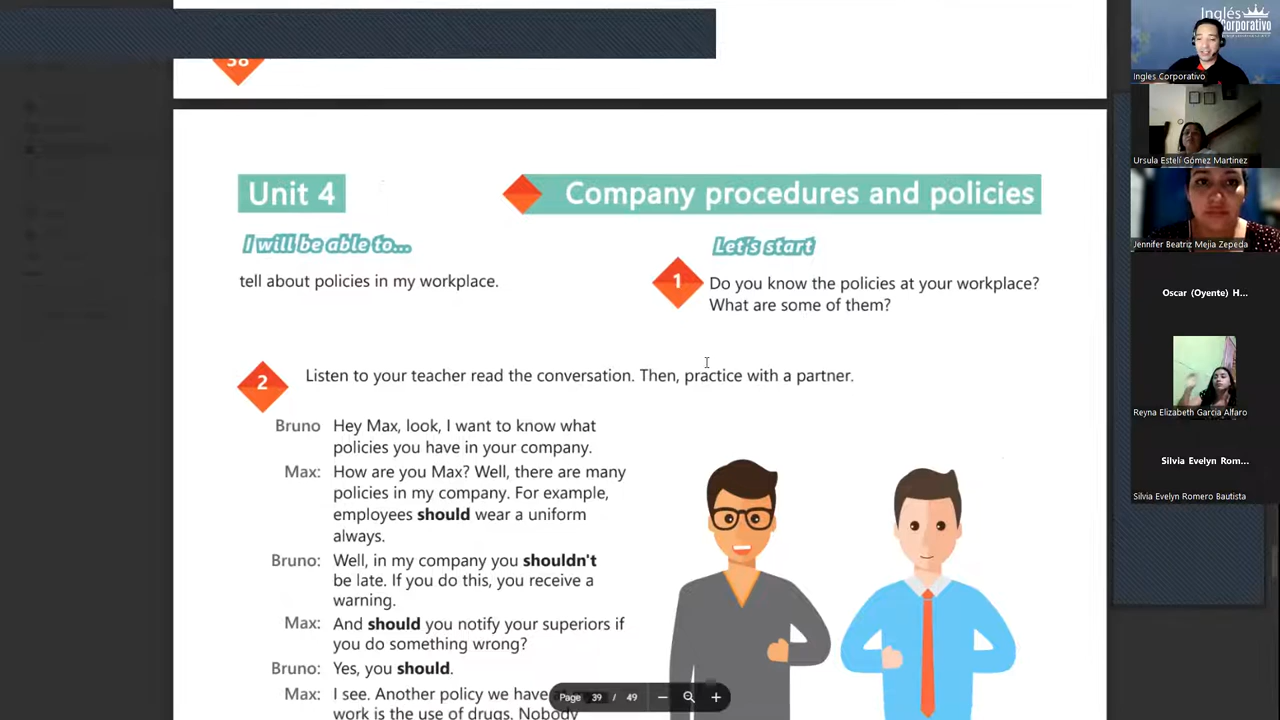 38
Unit 4
Company procedures and policies
I will be able to...
tell about policies in my workplace.
Let's start
1
Do you know the policies at your workplace?
What are some of them?
2
Listen to your teacher read the conversation. Then, practice with a partner.
Bruno Hey Max, look, I want to know what
policies you have in your company.
Max: How are you Max? Well, there are many
policies in my company. For example,
employees should wear a uniform
always.
Bruno: Well, in my company you shouldn't
be late. If you do this, you receive a
warning.
Max: And should you notify your superiors if
you do something wrong?
Bruno: Yes, you should.
Max: I see. Another policy we have
work is the use of drugs. Nobody
Page 39 / 49
Inglés
Corporativo
Ingles Corporativo
Ursula Estelí Gómez Martinez
Jennifer Beatriz Mejia Zepeda
Oscar (Oyente) H...
Reyna Elizabeth Garcia Alfaro
Silvia Evelyn Rom...
Silvia Evelyn Romero Bautista